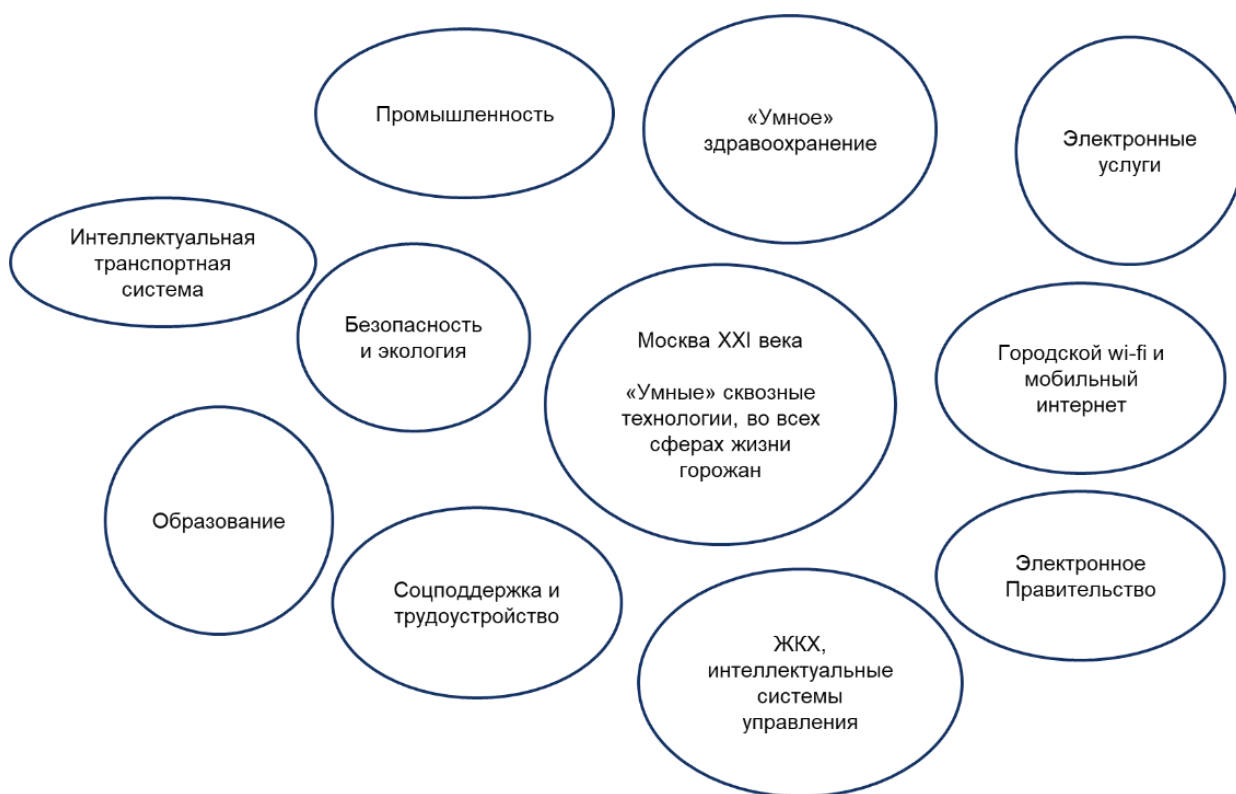 Промышленность
«Умное»
здравоохранение
Электронные
услуги
Интеллектуальная
транспортная
система
Безопасность
и экология
Москва XXI века
«Умные» сквозные
технологии, во всех
сферах жизни
горожан
Городской wi-fi и
мобильный
интернет
Образование
Соцподдержка и
трудоустройство
Электронное
Правительство
ЖКХ,
интеллектуальные
системы
управления